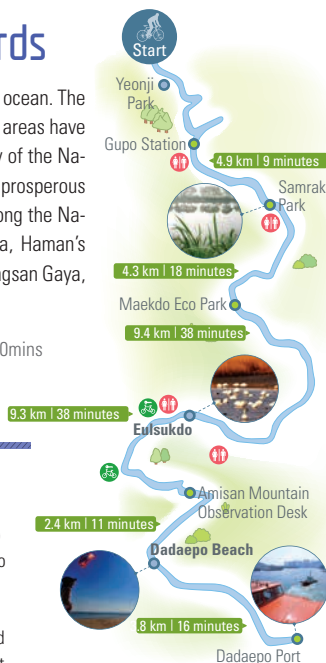 rds
ocean. The
areas have
of the Na-
prosperous
ong the Na-
a, Haman's
ngsan Gaya,
0mins
Start
Yeonji
Park
Gupo Station
4.9 km | 9 minutes
Samrak
Park
4.3 km | 18 minutes
Maekdo Eco Park
9.4 km | 38 minutes
9.3 km | 38 minutes
Eulsukdo
Amisan Mountain
Observation Desk
2.4 km | 11 minutes
Dadaepo Beach
.8 km | 16 minutes
Dadaepo Port